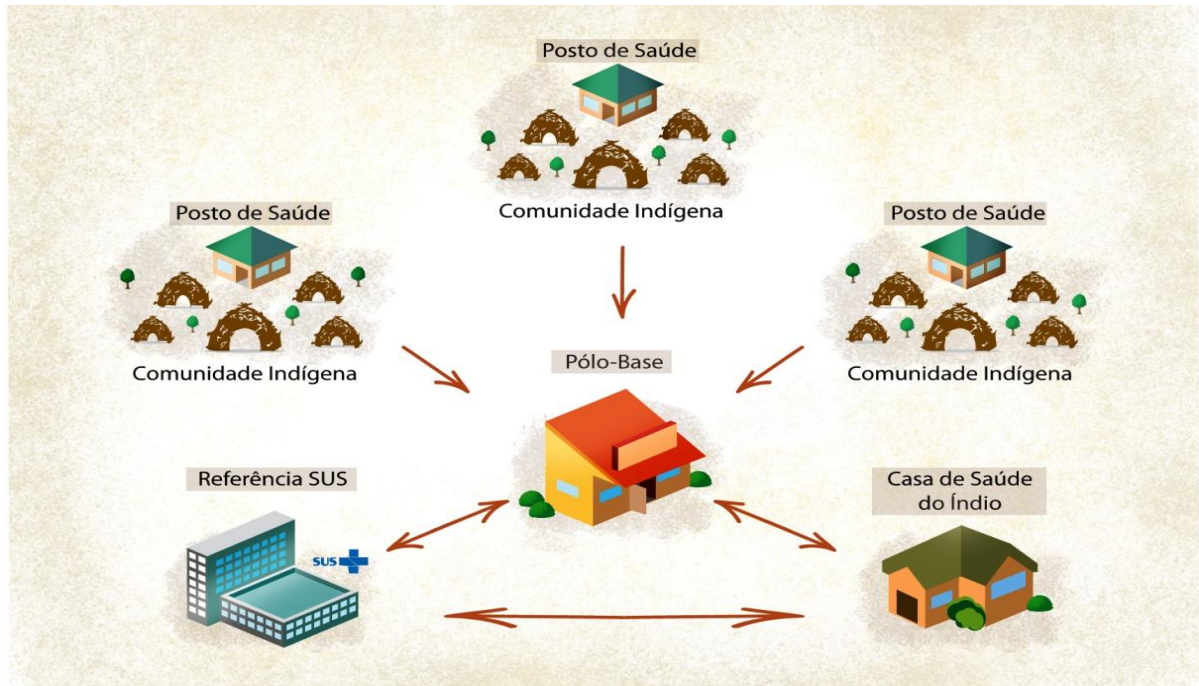 Posto de Saúde
Comunidade Indígena
Posto de Saúde
Comunidade Indígena
Posto de Saúde
Comunidade Indígena
Pólo-Base
Referência SUS
SUS
Casa de Saúde
do Índio